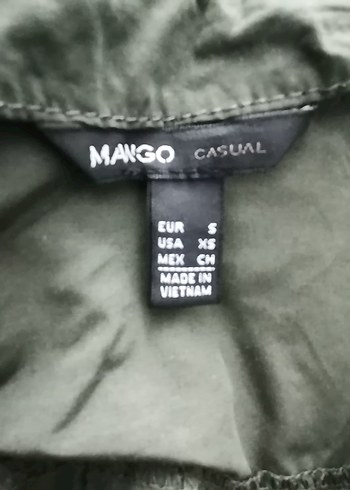 MANGO CASUAL
EUR S
USA XS
MEX CH
MADE IN
VIETNAM